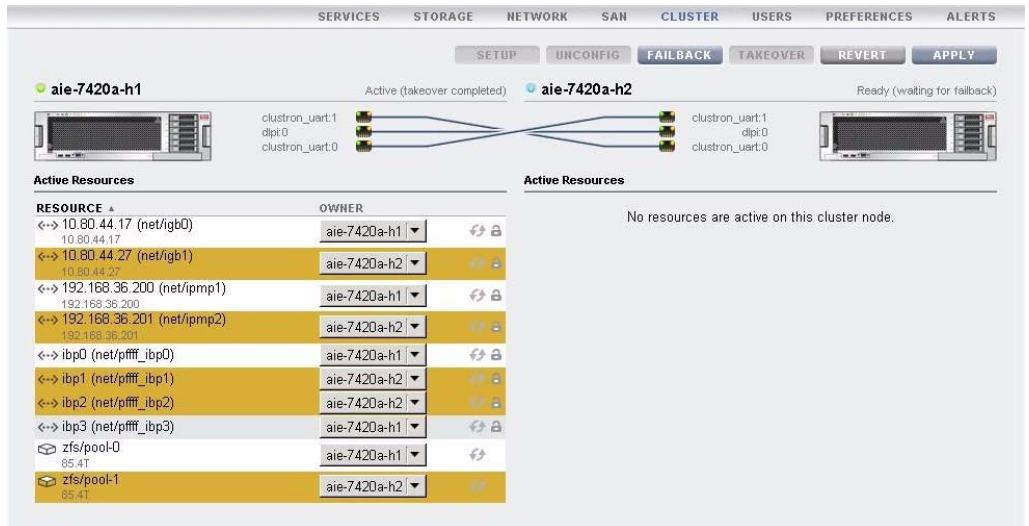 SERVICES STORAGE NETWORK SAN CLUSTER USERS PREFERENCES ALERTS
SETUP UNCONFIG FAILBACK TAKEOVER REVERT APPLY
aie-7420a-h1 Active (takeover completed) aie-7420a-h2 Ready (waiting for failback)
clustron_uart:1 clustron_uart:1
dlpi:0 dlpi:0
clustron_uart:0 clustron_uart:0
Active Resources Active Resources
RESOURCE OWNER
No resources are active on this cluster node.
10.80.44.17 (net/igb0) aie-7420a-h1
10.80.44.17
10.80.44.27 (net/igb1) aie-7420a-h2
10.80.44.27
192.168.36.200 (net/ipmp1) aie-7420a-h1
192.168.36.200
192.168.36.201 (net/ipmp2) aie-7420a-h2
192.168.36.201
ibp0 (net/pffff_ibp0) aie-7420a-h1
ibp1 (net/pffff_ibp1) aie-7420a-h2
ibp2 (net/pffff_ibp2) aie-7420a-h2
ibp3 (net/pffff_ibp3) aie-7420a-h1
zfs/pool-0 aie-7420a-h1
85.4T
zfs/pool-1 aie-7420a-h2
85.4T